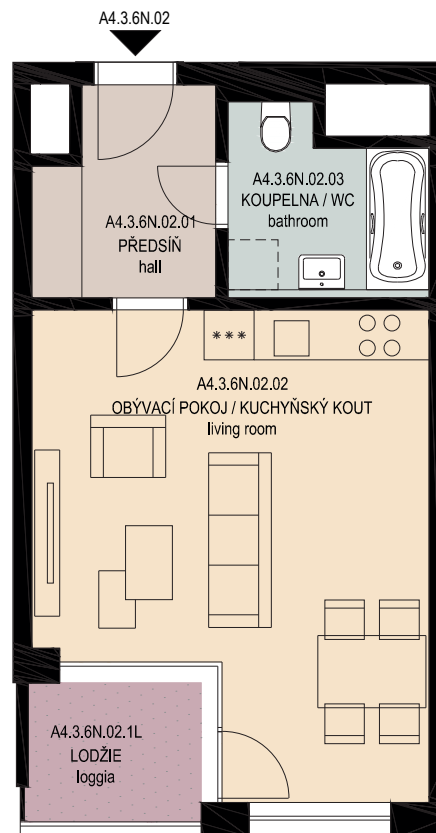 A4.3.6N.02
A4.3.6N.02.03
KOUPELNA / WC
bathroom
A4.3.6N.02.01
PŘEDSÍŇ
hall
***
A4.3.6N.02.02
OBÝVACÍ POKOJ / KUCHYŇSKÝ KOUT
living room
A4.3.6N.02.1L
LODŽIE
loggia